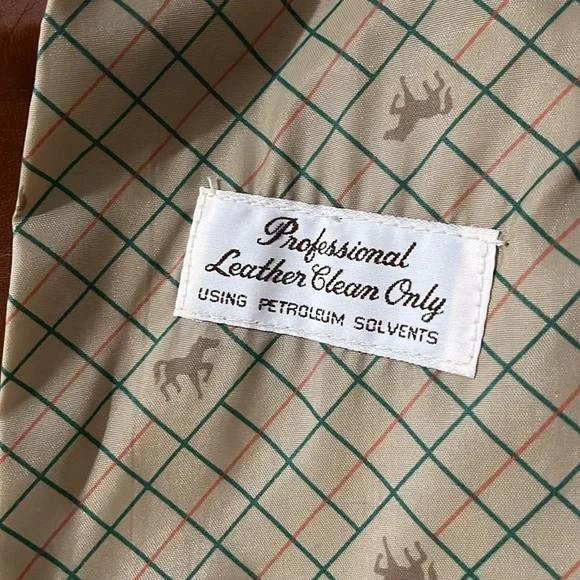 Professional
Leather Clean Only
USING PETROLEUM SOLVENTS